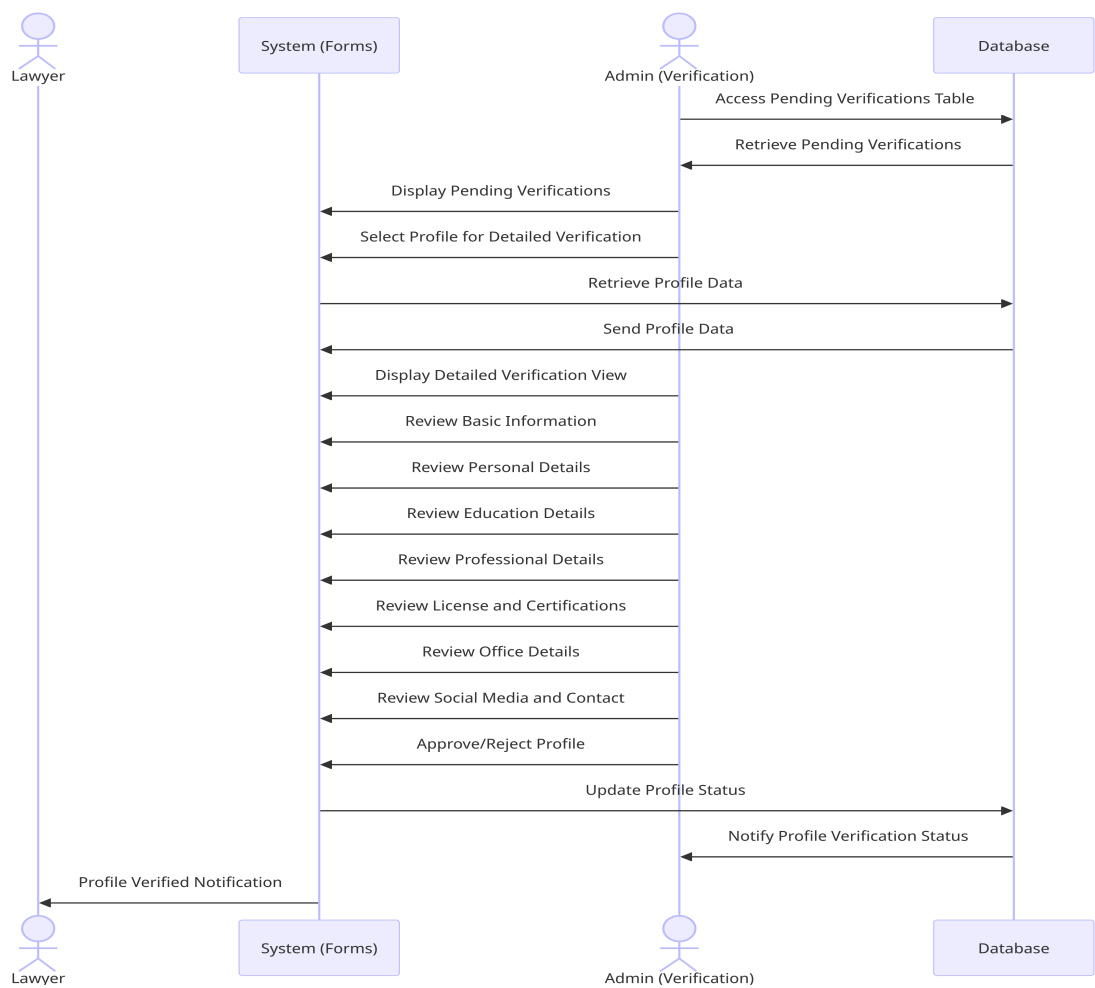 Lawyer
System (Forms)
Admin (Verification)
Database
Access Pending Verifications Table
Retrieve Pending Verifications
Display Pending Verifications
Select Profile for Detailed Verification
Retrieve Profile Data
Send Profile Data
Display Detailed Verification View
Review Basic Information
Review Personal Details
Review Education Details
Review Professional Details
Review License and Certifications
Review Office Details
Review Social Media and Contact
Approve/Reject Profile
Update Profile Status
Notify Profile Verification Status
Profile Verified Notification
Lawyer
System (Forms)
Admin (Verification)
Database